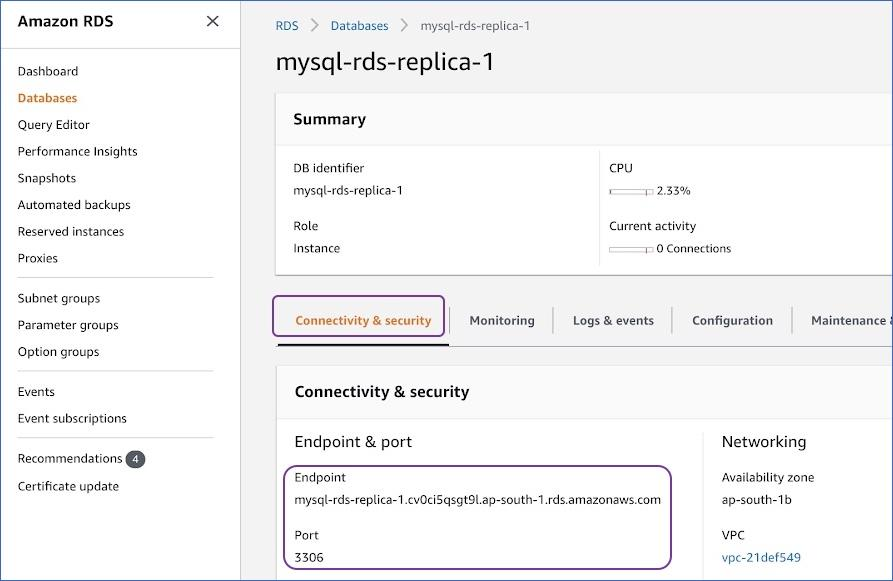 Amazon RDS
Dashboard
Databases
Query Editor
Performance Insights
Snapshots
Automated backups
Reserved instances
Proxies
Subnet groups
Parameter groups
Option groups
Events
Event subscriptions
Recommendations 4
Certificate update
RDS > Databases > mysql-rds-replica-1
mysql-rds-replica-1
Summary
DB identifier
mysql-rds-replica-1
Role
Instance
CPU
2.33%
Current activity
0 Connections
Connectivity & security
Monitoring
Logs & events
Configuration
Maintenance &
Connectivity & security
Endpoint & port
Endpoint
mysql-rds-replica-1.cv0ci5qsgt9l.ap-south-1.rds.amazonaws.com
Port
3306
Networking
Availability zone
ap-south-1b
VPC
vpc-21def549